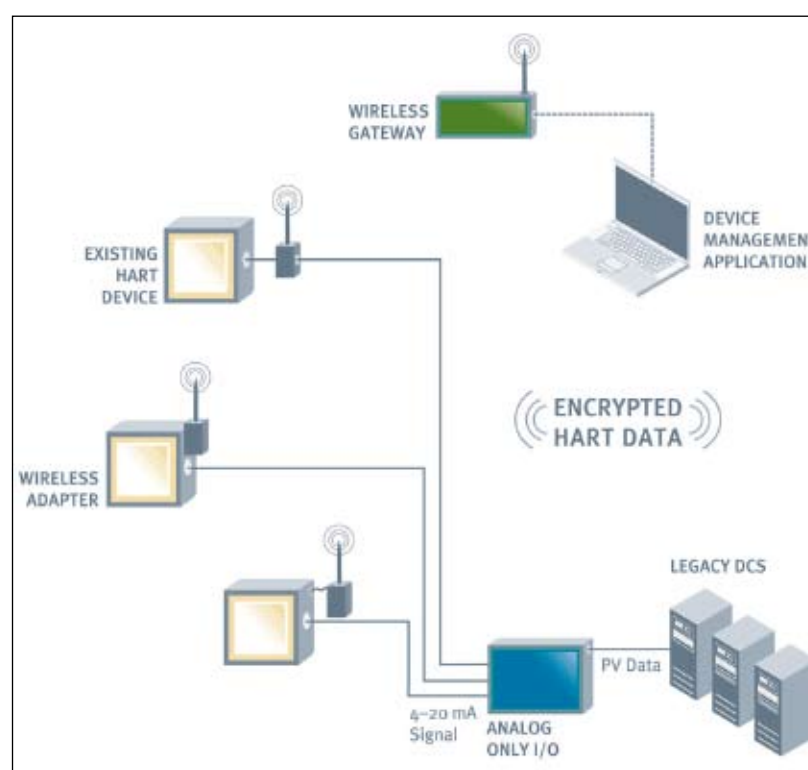 WIRELESS
GATEWAY
DEVICE
MANAGEMEN
APPLICATION
EXISTING
HART
DEVICE
ENCRYPTED
HART DATA
WIRELESS
ADAPTER
LEGACY DCS
PV Data
4–20 mA
Signal
ANALOG
ONLY I/O